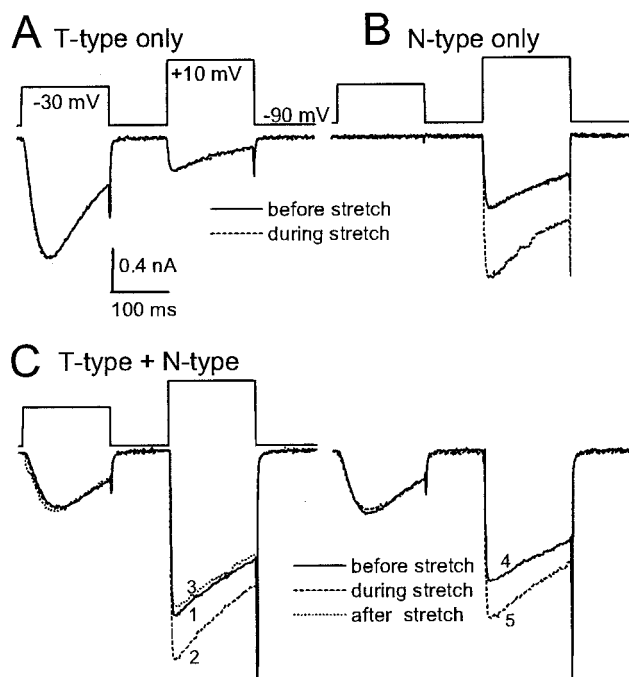 A T-type only
B N-type only
-30 mV
+10 mV
-90 mV
before stretch
during stretch
0.4 nA
100 ms
C T-type + N-type
3
1
2
before stretch
during stretch
after stretch
4
5